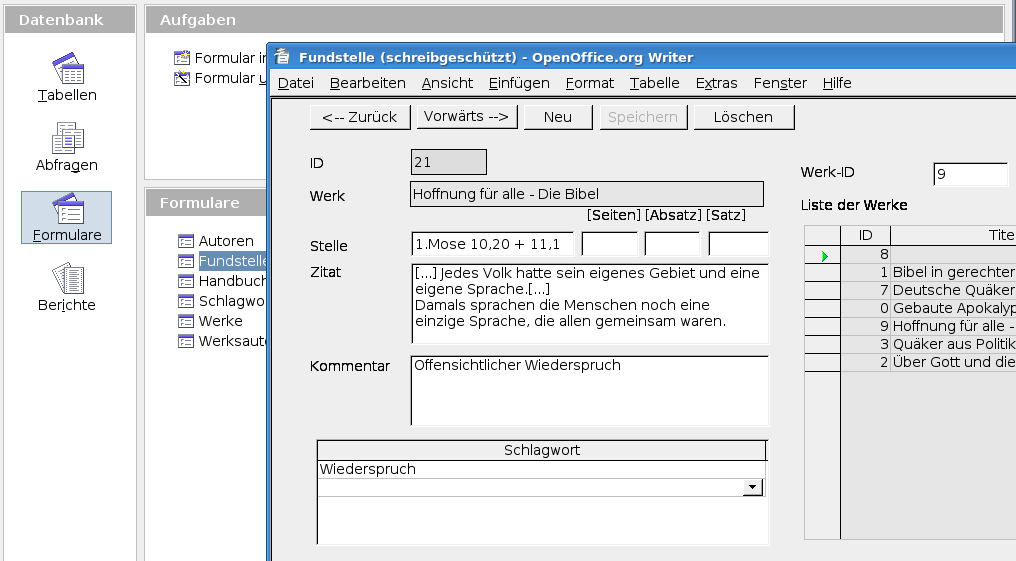 Datenbank
Tabellen
Abfragen
Formulare
Berichte
Aufgaben
Formular
Formular
Formulare
Autoren
Fundstelle
Handbuch
Schlagwo
Werke
Werksauto
Fundstelle (schreibgeschützt) - OpenOffice.org Writer
Datei Bearbeiten Ansicht Einfügen Format Tabelle Extras Fenster Hilfe
<-- Zurück Vorwärts --> Neu Speichern Löschen
ID 21
Werk Hoffnung für alle - Die Bibel
[Seiten] [Absatz] [Satz]
Stelle 1.Mose 10,20 + 11,1
Zitat [...] Jedes Volk hatte sein eigenes Gebiet und eine
eigene Sprache.[...]
Damals sprachen die Menschen noch eine
einzige Sprache, die allen gemeinsam waren.
Kommentar Offensichtlicher Wiederspruch
Schlagwort
Wiederspruch
Werk-ID 9
Liste der Werke
ID Tite
8
1 Bibel in gerechter
7 Deutsche Quäker
0 Gebaute Apokalyp
9 Hoffnung für alle -
3 Quäker aus Politik
2 Über Gott und die